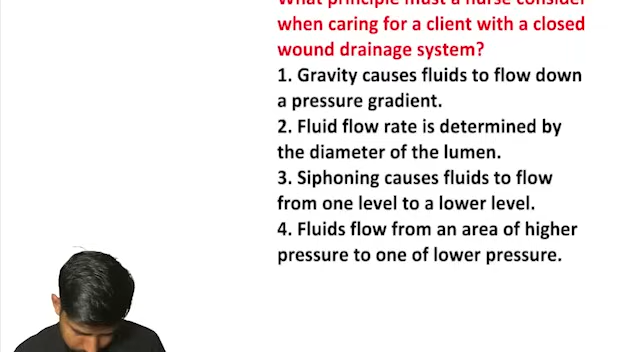 What principle must a nurse consider
when caring for a client with a closed
wound drainage system?
1. Gravity causes fluids to flow down
a pressure gradient.
2. Fluid flow rate is determined by
the diameter of the lumen.
3. Siphoning causes fluids to flow
from one level to a lower level.
4. Fluids flow from an area of higher
pressure to one of lower pressure.